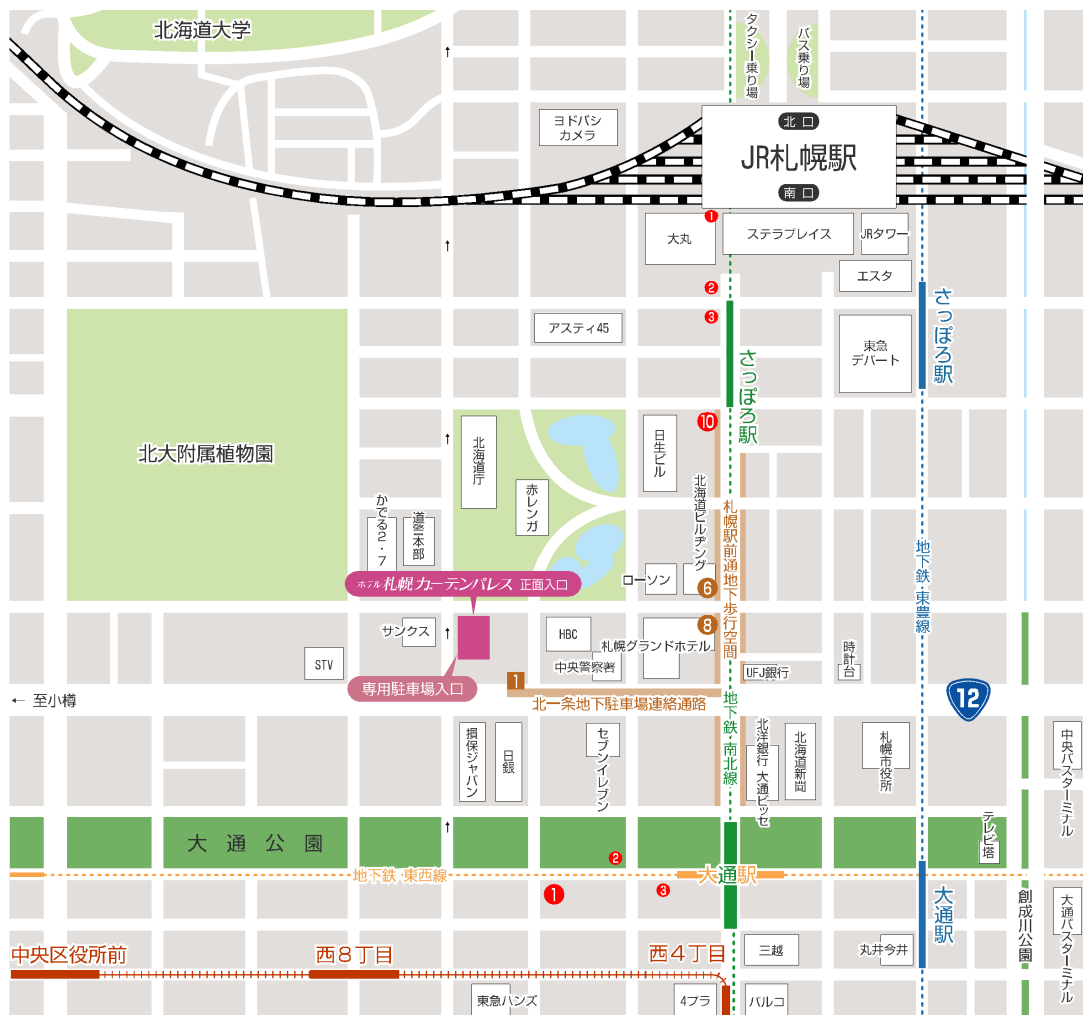 北海道大学
タクシー乗り場
バス乗り場
ヨドバシ
カメラ
北口
JR札幌駅
南口
1
大丸
ステラプレイス
JRタワー
エスタ
2
3
アスティ45
さっぽろ駅
東急
デパート
さっぽろ駅
10
北大附属植物園
北海道庁
赤レンガ
日生ビル
北海道ビルヂング
かでる2・7
道警本部
札幌駅前通地下歩行空間
地下鉄・東豊線
ローソン
6
ホテル 札幌ガーデンパレス 正面入口
サンクス
HBC
8
札幌グランドホテル
中央警察署
STV
UFJ銀行
時計台
専用駐車場入口
1
北一条地下駐車場連絡通路
← 至小樽
12
地下鉄・南北線
損保ジャパン
日銀
セブンイレブン
北洋銀行 大通ビッセ
北海道新聞
札幌市役所
中央バスターミナル
大通公園
テレビ塔
2
地下鉄・東西線
大通駅
1
3
大通駅
創成川公園
大通バスターミナル
中央区役所前
西8丁目
西4丁目
三越
丸井今井
東急ハンズ
4プラ
パルコ